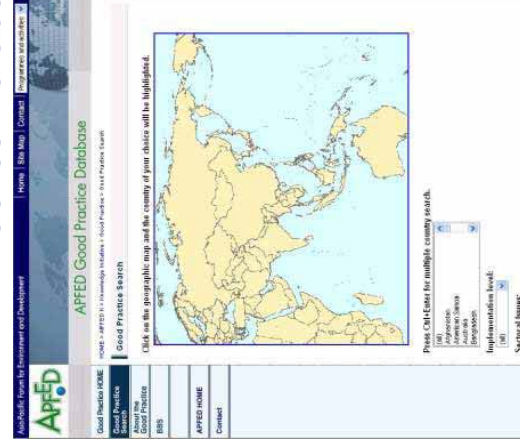 Asia-Pacific Forum for Environment and Development
Home | Site Map | Contact | Programmes and activities
APFED
APFED Good Practice Database
HOME > APFED II > Knowledge Initiative > Good Practice > Good Practice Search
Good Practice HOME
Good Practice Search
About the Good Practice
BBS
APFED HOME
Contact
Good Practice Search
Click on the geographic map and the country of your choice will be highlighted.
Press Ctrl+Enter for multiple country search.
(all)
Afghanistan
American Samoa
Australia
Bangladesh
Implementation level:
(all)
Sectoral Issues: